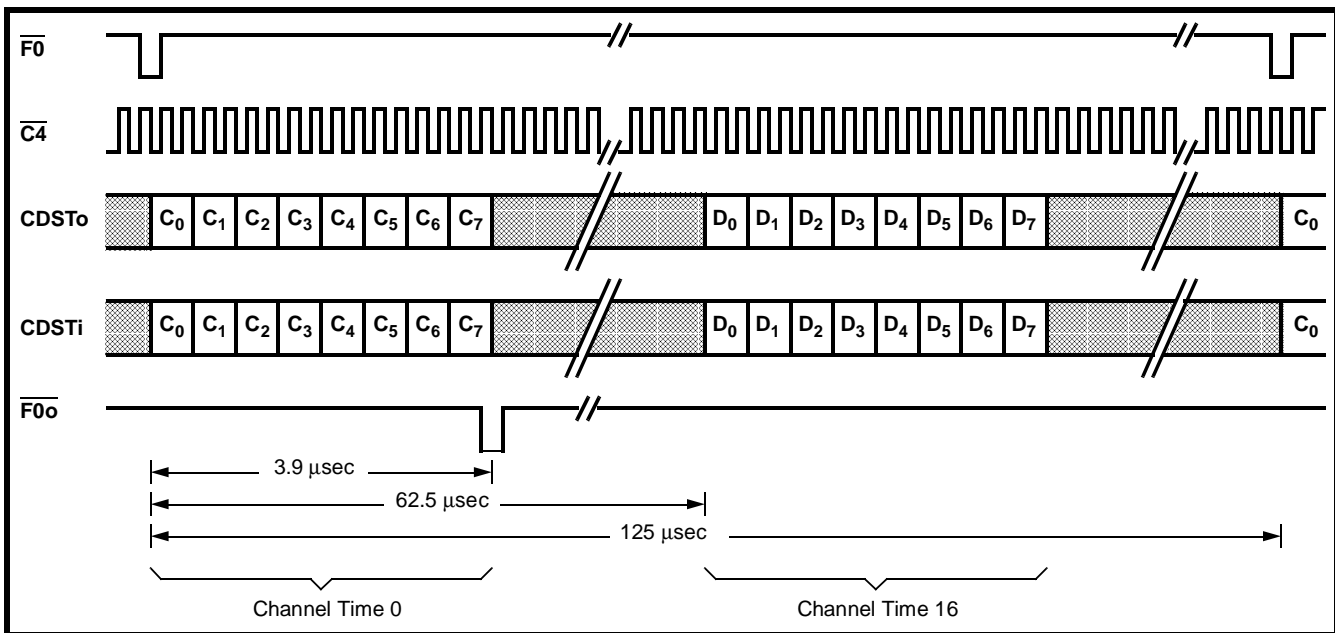 F0
C4
CDSTo C0 C1 C2 C3 C4 C5 C6 C7 D0 D1 D2 D3 D4 D5 D6 D7 C0
CDSTi C0 C1 C2 C3 C4 C5 C6 C7 D0 D1 D2 D3 D4 D5 D6 D7 C0
F0o
3.9 μsec
62.5 μsec
125 μsec
Channel Time 0 Channel Time 16